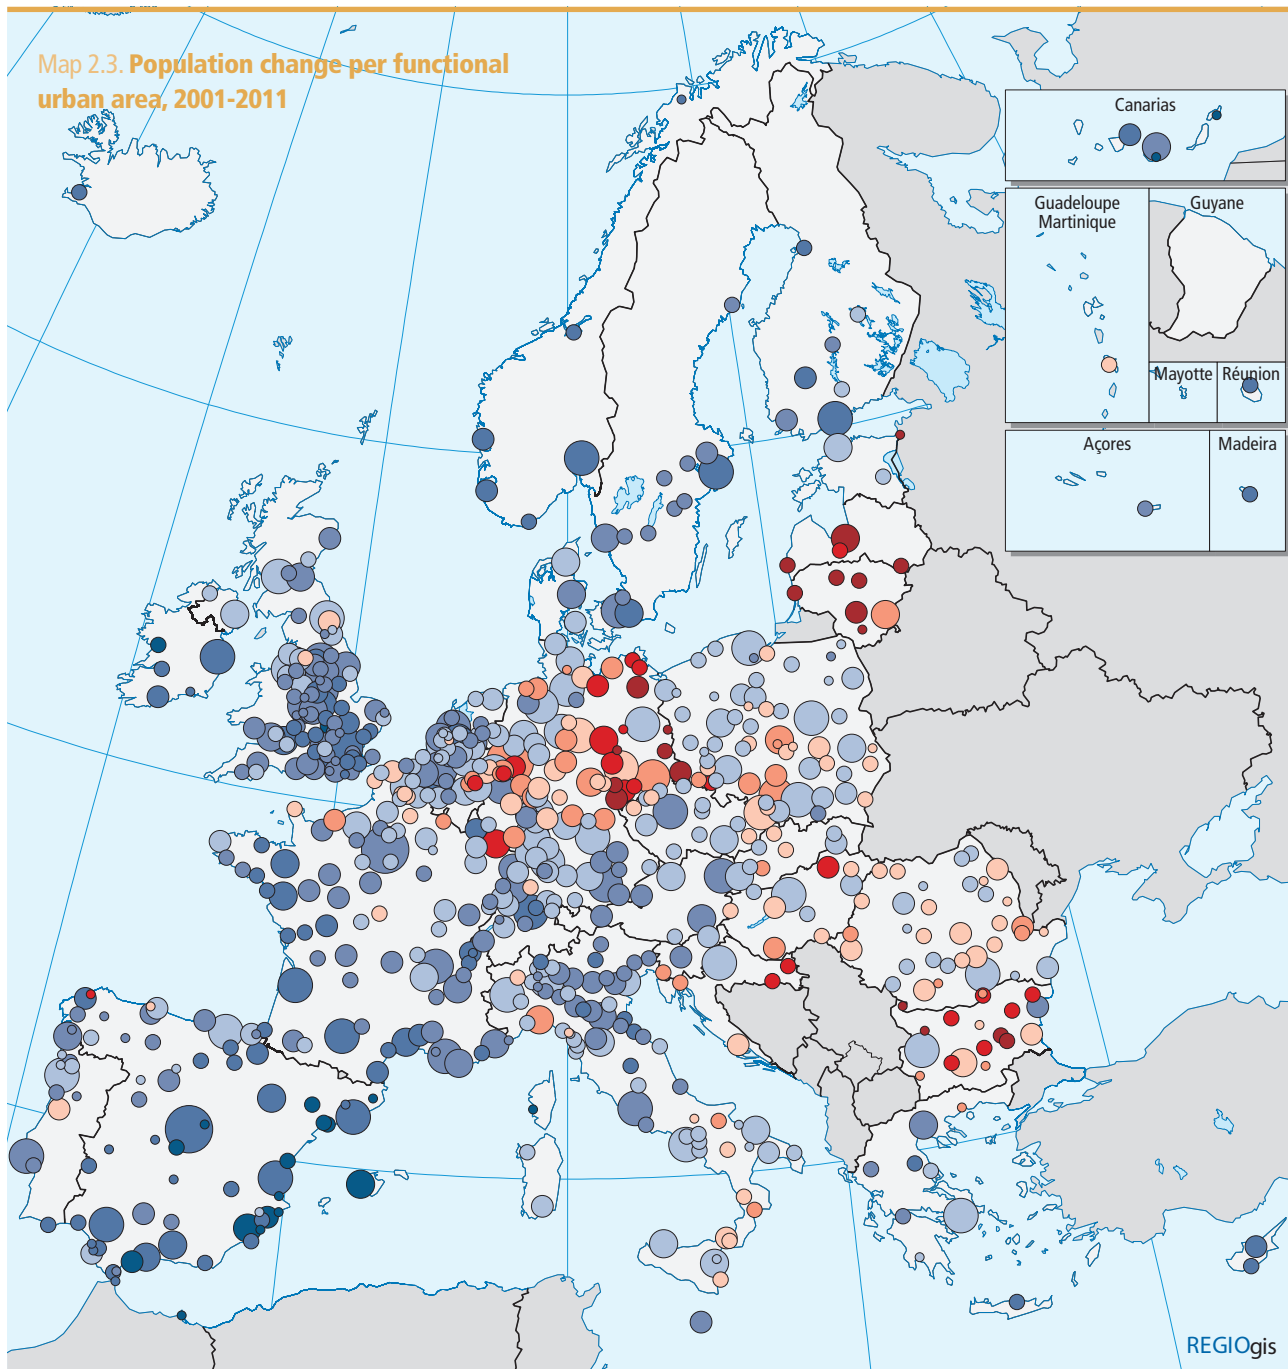 Map 2.3. Population change per functional
urban area, 2001-2011
Canarias
Guadeloupe
Martinique
Guyane
Mayotte
Réunion
Açores
Madeira
REGIOgis